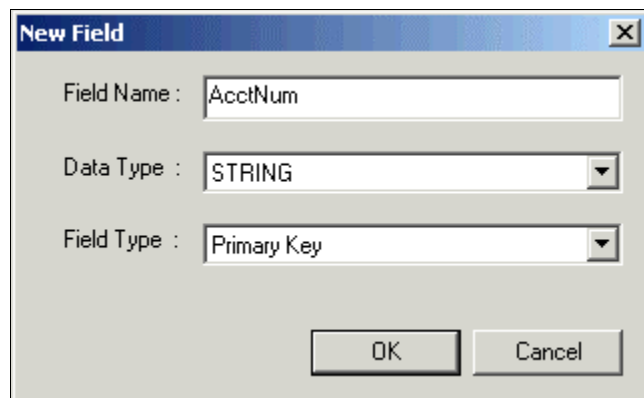 New Field
Field Name : AcctNum
Data Type : STRING
Field Type : Primary Key
OK Cancel